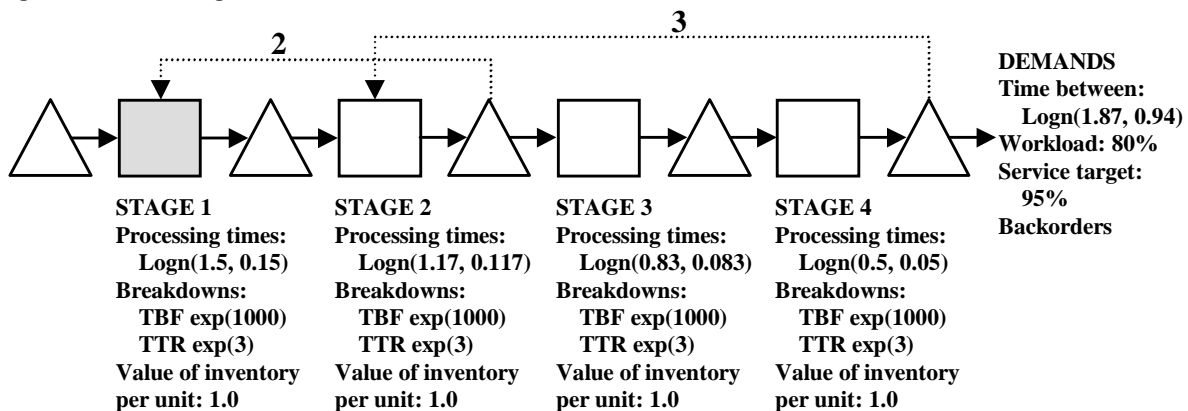 2
3
DEMANDS
Time between:
Logn(1.87, 0.94)
Workload: 80%
Service target:
95%
Backorders
STAGE 1
Processing times:
Logn(1.5, 0.15)
Breakdowns:
TBF exp(1000)
TTR exp(3)
Value of inventory
per unit: 1.0
STAGE 2
Processing times:
Logn(1.17, 0.117)
Breakdowns:
TBF exp(1000)
TTR exp(3)
Value of inventory
per unit: 1.0
STAGE 3
Processing times:
Logn(0.83, 0.083)
Breakdowns:
TBF exp(1000)
TTR exp(3)
Value of inventory
per unit: 1.0
STAGE 4
Processing times:
Logn(0.5, 0.05)
Breakdowns:
TBF exp(1000)
TTR exp(3)
Value of inventory
per unit: 1.0